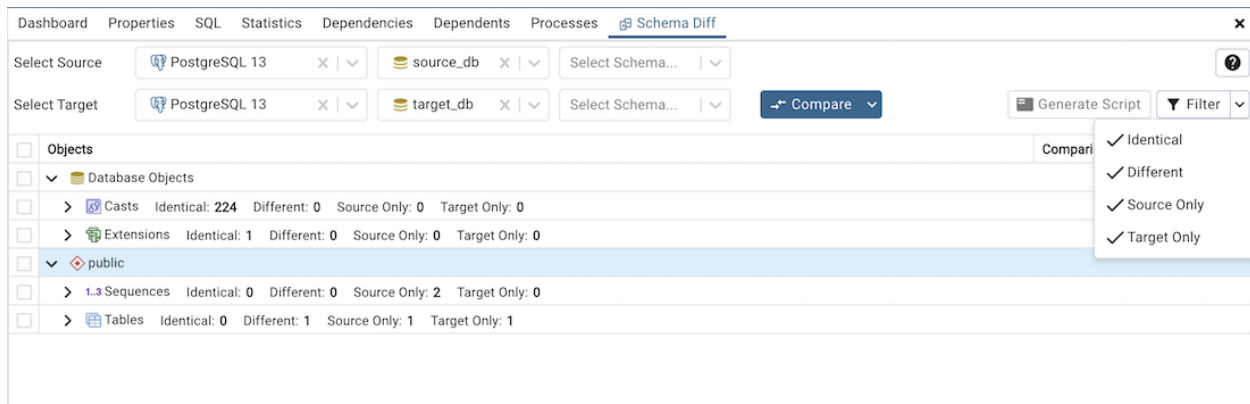 Dashboard Properties SQL Statistics Dependencies Dependents Processes Schema Diff
Select Source PostgreSQL 13 source_db Select Schema...
Select Target PostgreSQL 13 target_db Select Schema... Compare Generate Script Filter
Objects Compari
Identical
Different
Source Only
Target Only
Database Objects
Casts Identical: 224 Different: 0 Source Only: 0 Target Only: 0
Extensions Identical: 1 Different: 0 Source Only: 0 Target Only: 0
public
1..3 Sequences Identical: 0 Different: 0 Source Only: 2 Target Only: 0
Tables Identical: 0 Different: 1 Source Only: 1 Target Only: 1